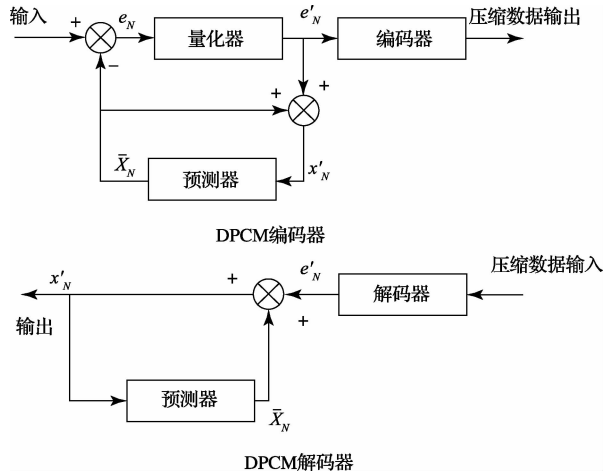 输入
+
e_N
量化器
e'_N
编码器
压缩数据输出
−
+
+
X̄_N
预测器
x'_N
DPCM编码器
x'_N
+
e'_N
解码器
压缩数据输入
输出
+
预测器
X̄_N
DPCM解码器